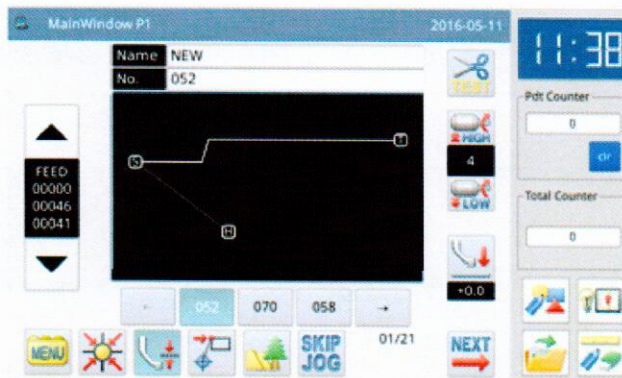 MainWindow P1
2016-05-11
11:38
Name NEW
No. 052
TEST
HIGH
4
LOW
+0.0
FEED
00000
00046
00041
S
T
H
Pdt Counter
0
clr
Total Counter
0
← 052 070 058 →
01/21
MENU
SKIP
JOG
NEXT